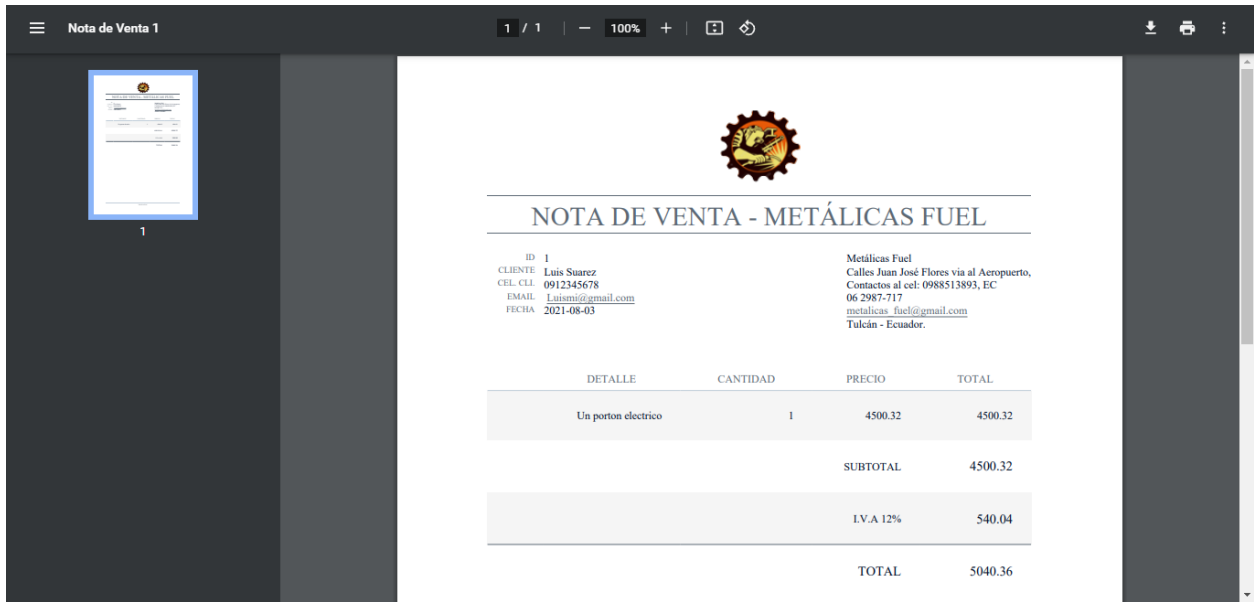 Nota de Venta 1
1 / 1
100%
1
NOTA DE VENTA - METÁLICAS FUEL
ID 1
CLIENTE Luis Suarez
CEL. CLI. 0912345678
EMAIL Luismi@gmail.com
FECHA 2021-08-03
Metálicas Fuel
Calles Juan José Flores via al Aeropuerto,
Contactos al cel: 0988513893, EC
06 2987-717
metalicas_fuel@gmail.com
Tulcán - Ecuador.
DETALLE CANTIDAD PRECIO TOTAL
Un porton electrico 1 4500.32 4500.32
SUBTOTAL 4500.32
I.V.A 12% 540.04
TOTAL 5040.36